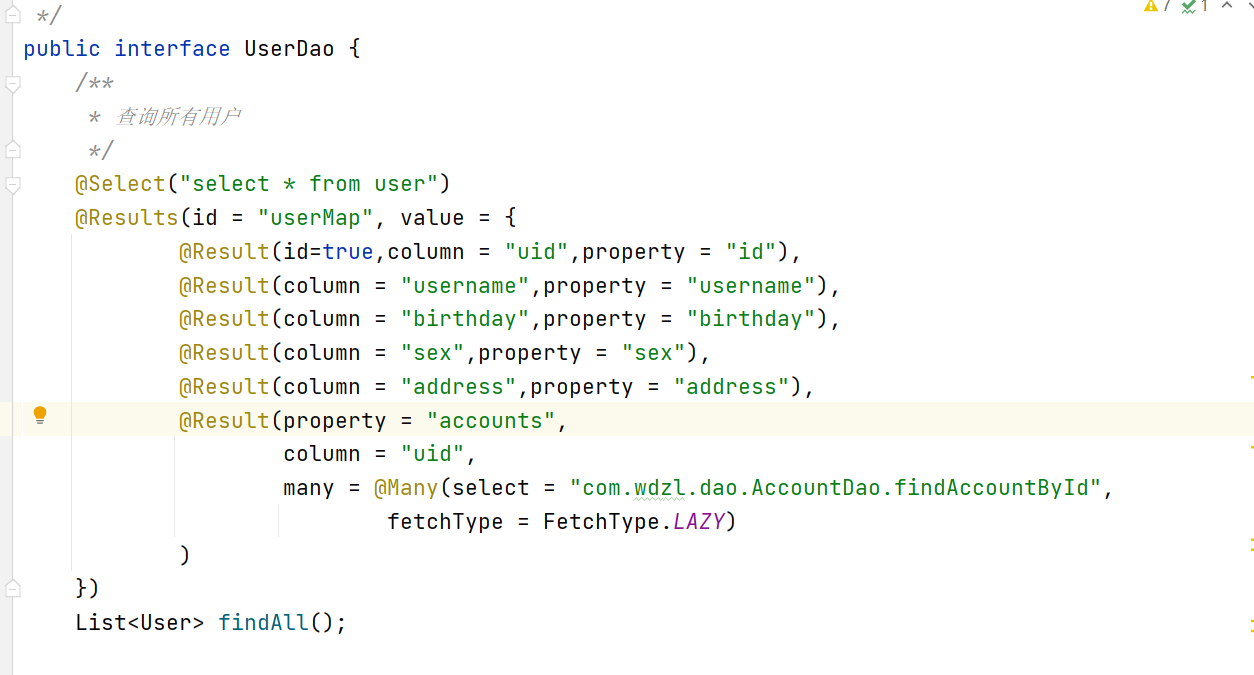 7 1
*/
public interface UserDao {
/**
* 查询所有用户
*/
@Select("select * from user")
@Results(id = "userMap", value = {
@Result(id=true,column = "uid",property = "id"),
@Result(column = "username",property = "username"),
@Result(column = "birthday",property = "birthday"),
@Result(column = "sex",property = "sex"),
@Result(column = "address",property = "address"),
@Result(property = "accounts",
column = "uid",
many = @Many(select = "com.wdzl.dao.AccountDao.findAccountById",
fetchType = FetchType.LAZY)
)
})
List<User> findAll();